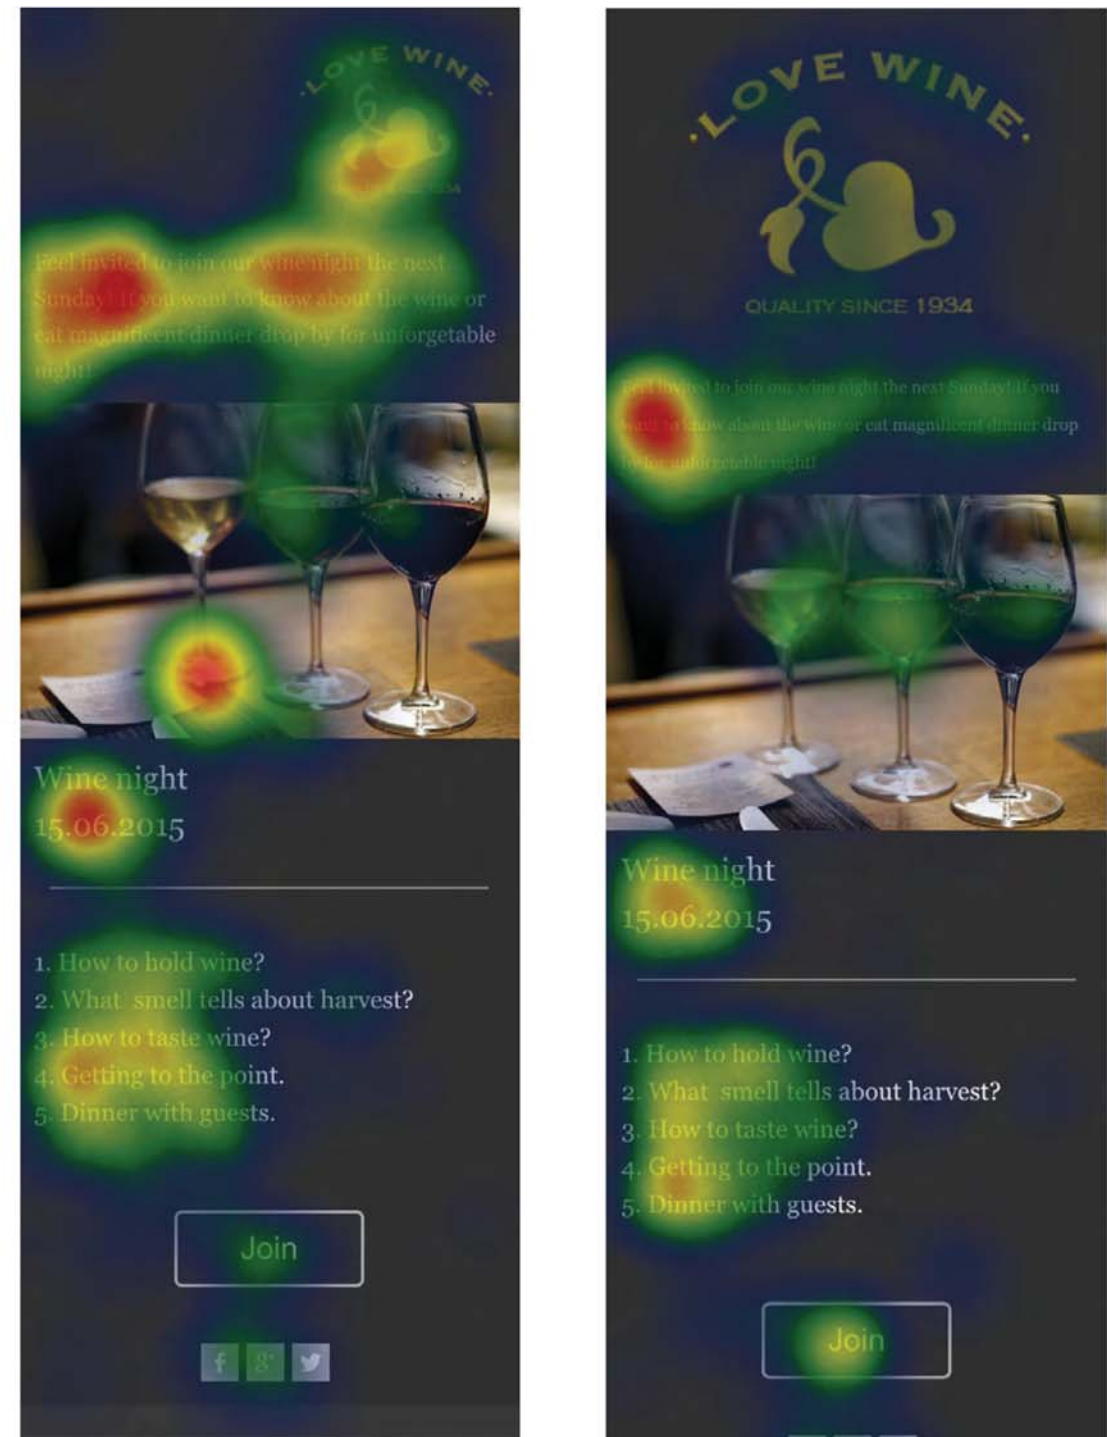 ·LOVE WINE·
SINCE 1934
Feel invited to join our wine night the next
Sunday! If you want to know about the wine or
eat magnificent dinner drop by for unforgetable
night!
Wine night
15.06.2015
1. How to hold wine?
2. What smell tells about harvest?
3. How to taste wine?
4. Getting to the point.
5. Dinner with guests.
Join
f g+
·LOVE WINE·
QUALITY SINCE 1934
Feel invited to join our wine night the next Sunday! If you
want to know about the wine or eat magnificent dinner drop
by for unforgetable night!
Wine night
15.06.2015
1. How to hold wine?
2. What smell tells about harvest?
3. How to taste wine?
4. Getting to the point.
5. Dinner with guests.
Join